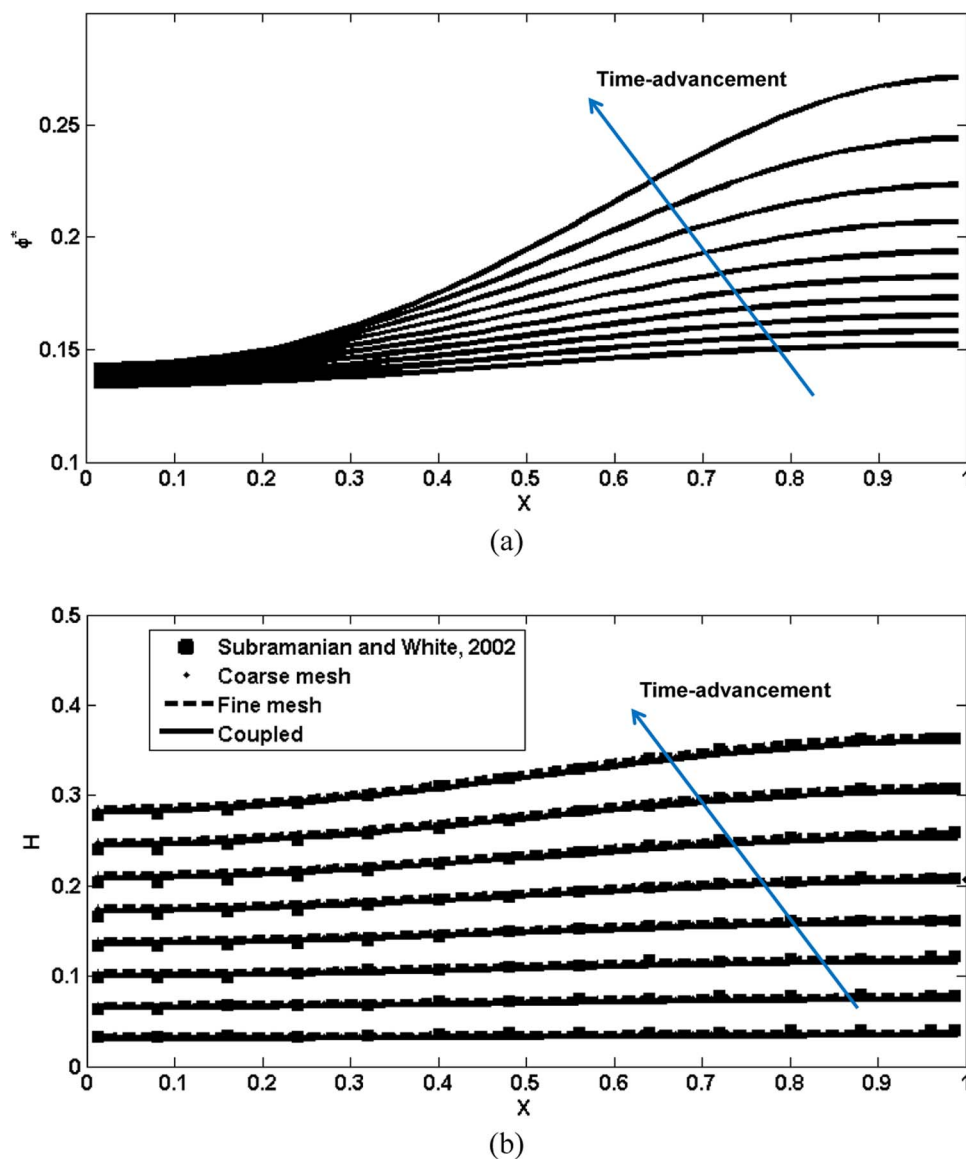 Time-advancement
0.25
0.2
0.15
0.1
φ*
0 0.1 0.2 0.3 0.4 0.5 0.6 0.7 0.8 0.9 1
X
(a)
0.5
0.4
0.3
0.2
0.1
0
H
Subramanian and White, 2002
Coarse mesh
Fine mesh
Coupled
Time-advancement
0 0.1 0.2 0.3 0.4 0.5 0.6 0.7 0.8 0.9 1
X
(b)